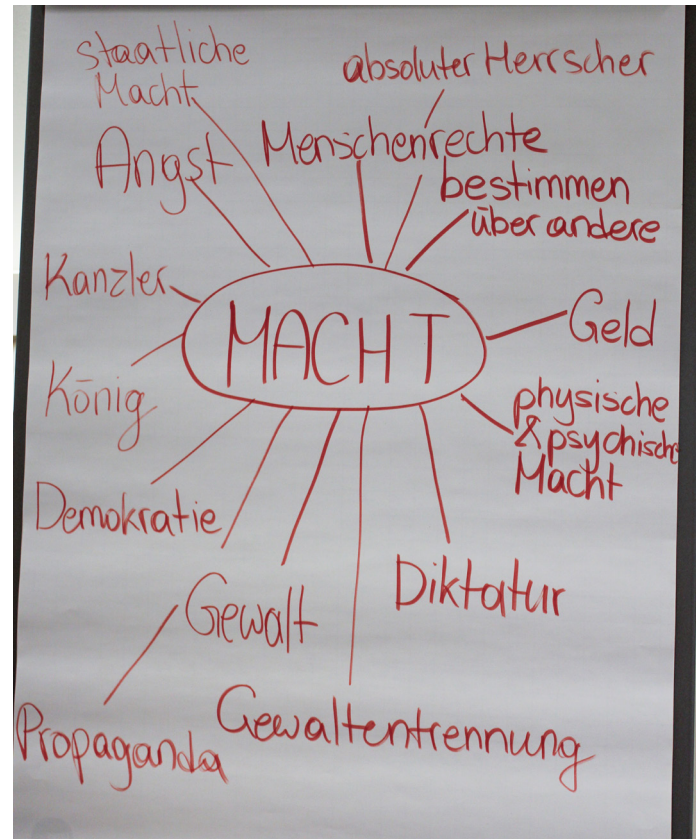 staatliche
Macht
absoluter Herrscher
Angst
Menschenrechte
bestimmen
über andere
Kanzler
MACHT
Geld
König
physische
& psychische
Macht
Demokratie
Gewalt
Diktatur
Propaganda
Gewaltentrennung